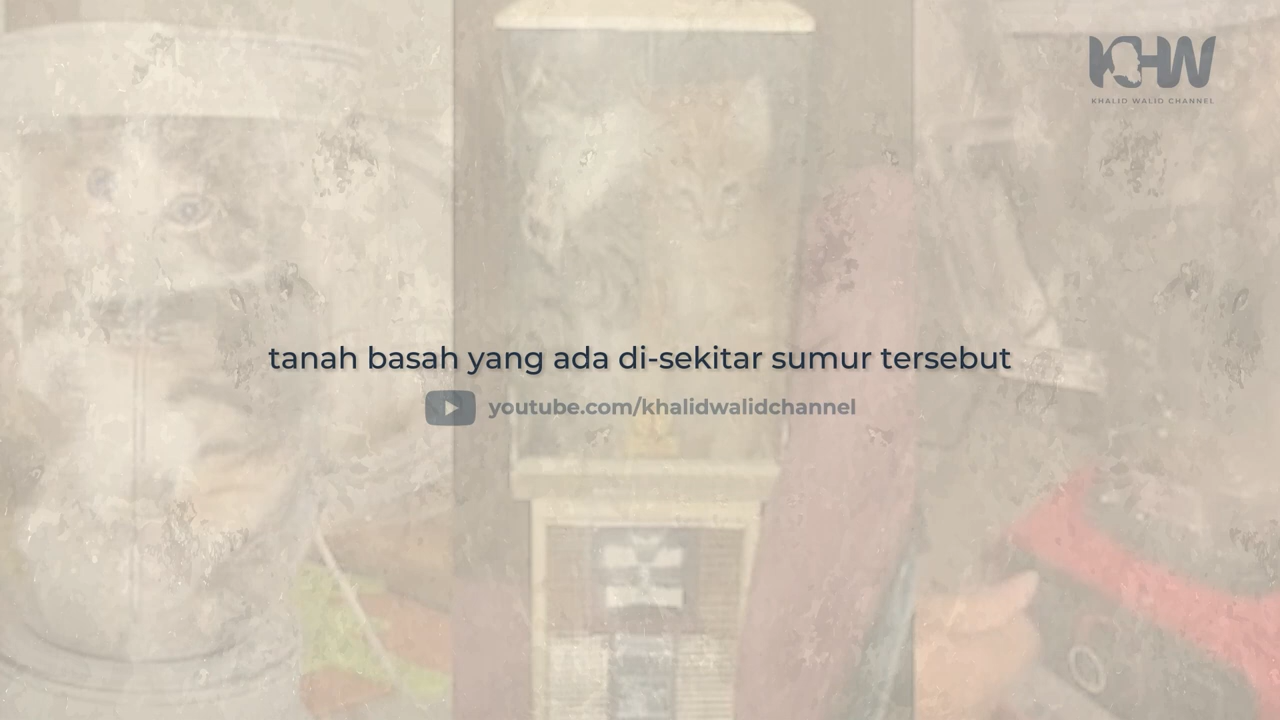 KHW
KHALID WALID CHANNEL
tanah basah yang ada di-sekitar sumur tersebut
youtube.com/khalidwalidchannel